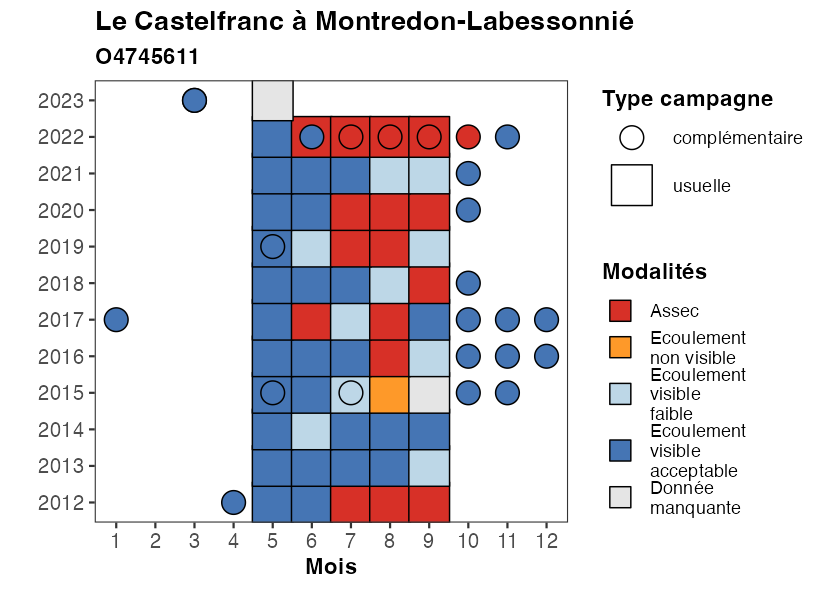 Le Castelfranc à Montredon-Labessonnié
O4745611
2023
2022
2021
2020
2019
2018
2017
2016
2015
2014
2013
2012
1 2 3 4 5 6 7 8 9 10 11 12
Mois
Type campagne
complémentaire
usuelle
Modalités
Assec
Ecoulement
non visible
Ecoulement
visible
faible
Ecoulement
visible
acceptable
Donnée
manquante